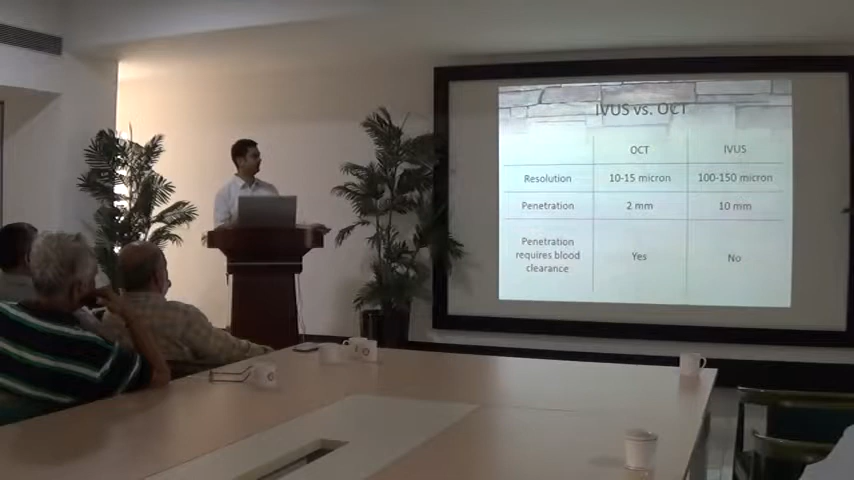 IVUS vs. OCT
OCT IVUS
Resolution 10-15 micron 100-150 micron
Penetration 2 mm 10 mm
Penetration
requires blood Yes No
clearance